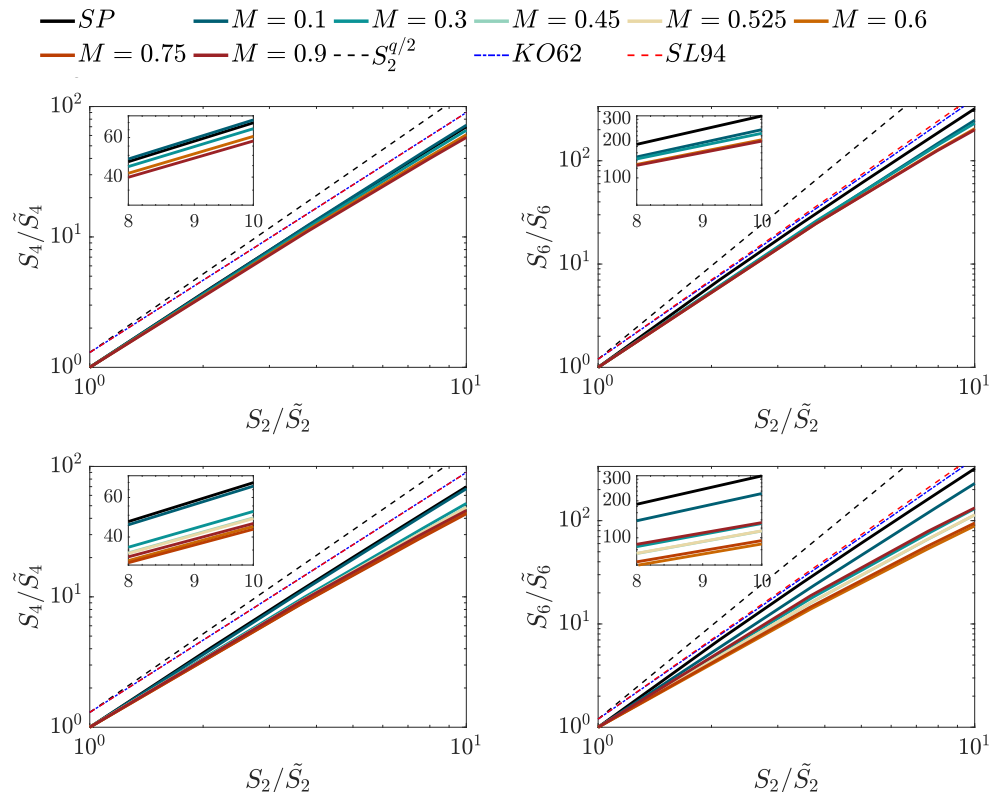 SP M = 0.1 M = 0.3 M = 0.45 M = 0.525 M = 0.6
M = 0.75 M = 0.9 S_2^{q/2} KO62 SL94
10^2
10^1
10^0
10^0 10^1
S_4/S̃_4
S_2/S̃_2
60
40
8 9 10
10^2
10^1
10^0
10^0 10^1
S_6/S̃_6
S_2/S̃_2
300
200
100
8 9 10
10^2
10^1
10^0
10^0 10^1
S_4/S̃_4
S_2/S̃_2
60
40
8 9 10
10^2
10^1
10^0
10^0 10^1
S_6/S̃_6
S_2/S̃_2
300
200
100
8 9 10